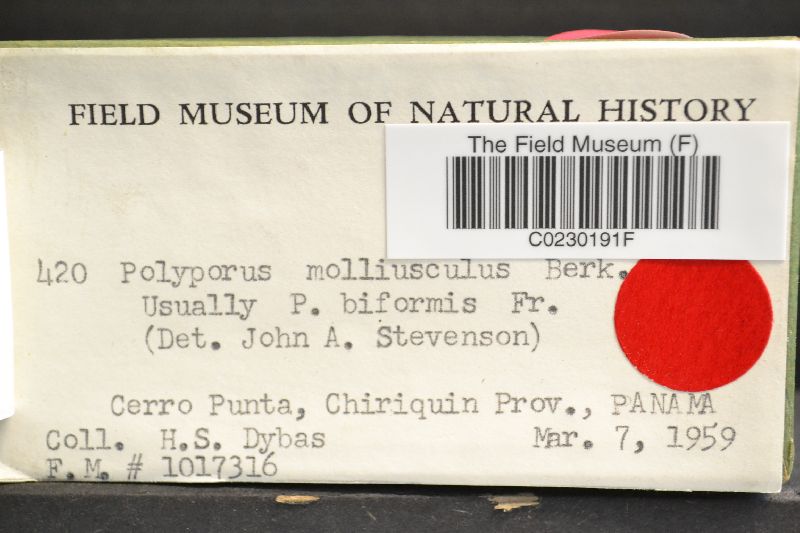 FIELD MUSEUM OF NATURAL HISTORY
The Field Museum (F)
C0230191F
420 Polyporus molliusculus Berk.
Usually P. biformis Fr.
(Det. John A. Stevenson)
Cerro Punta, Chiriquin Prov., PANAMA
Coll. H.S. Dybas Mar. 7, 1959
F.M. # 1017316